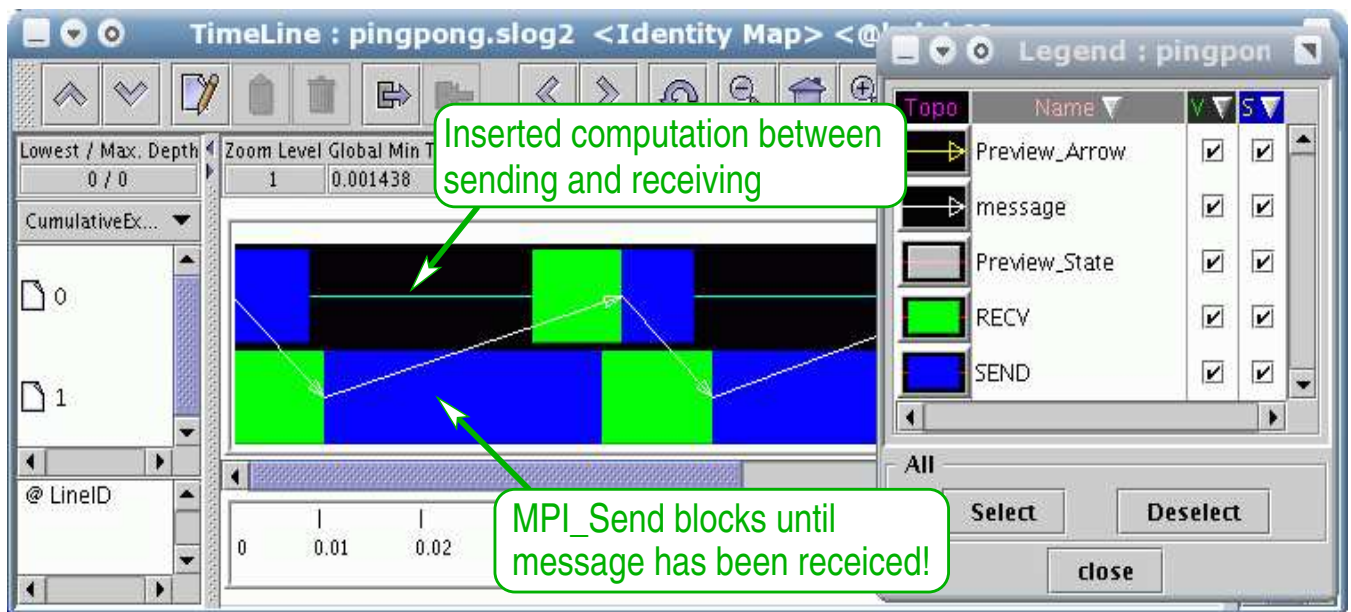 TimeLine : pingpong.slog2 <Identity Map>
Legend : pingpon
Topo Name V S
Lowest / Max. Depth
0 / 0
Zoom Level Global Min T
1 0.001438
Inserted computation between
sending and receiving
CumulativeEx...
Preview_Arrow
message
Preview_State
RECV
SEND
0
1
@ LineID
0 0.01 0.02
MPI_Send blocks until
message has been receiced!
All
Select Deselect
close